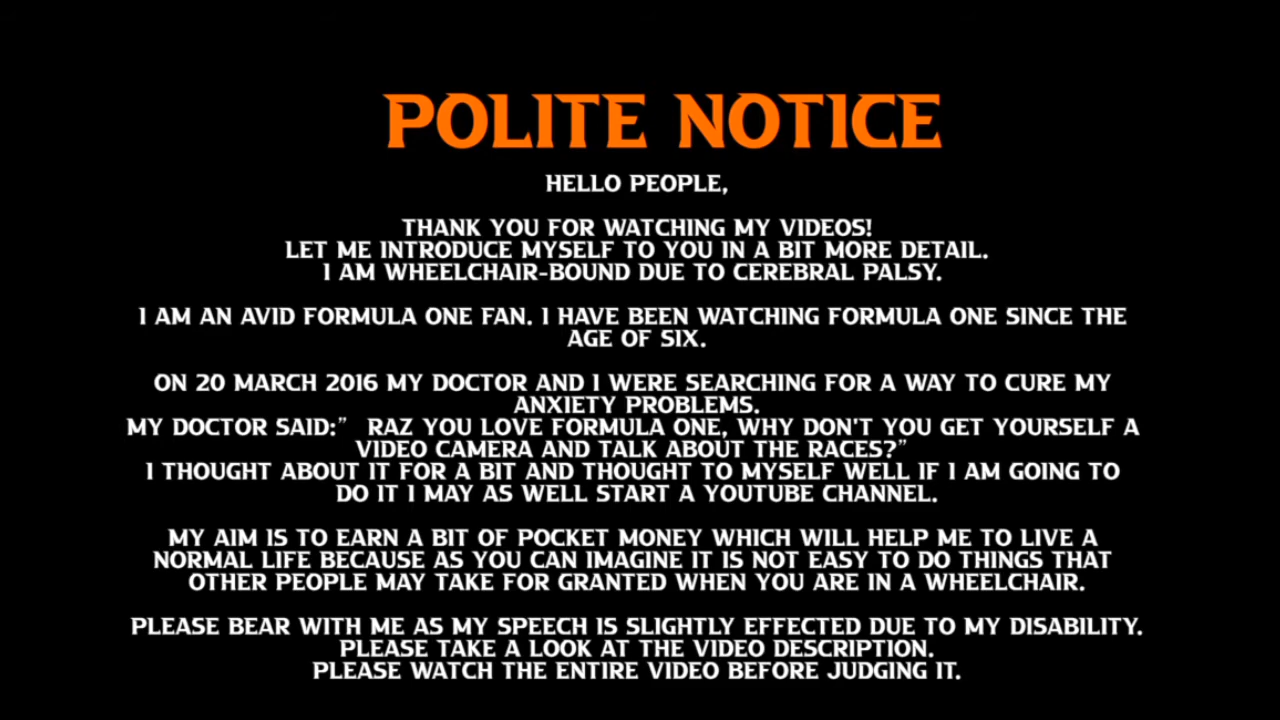 POLITE NOTICE
HELLO PEOPLE,
THANK YOU FOR WATCHING MY VIDEOS!
LET ME INTRODUCE MYSELF TO YOU IN A BIT MORE DETAIL.
I AM WHEELCHAIR-BOUND DUE TO CEREBRAL PALSY.
I AM AN AVID FORMULA ONE FAN. I HAVE BEEN WATCHING FORMULA ONE SINCE THE
AGE OF SIX.
ON 20 MARCH 2016 MY DOCTOR AND I WERE SEARCHING FOR A WAY TO CURE MY
ANXIETY PROBLEMS.
MY DOCTOR SAID:” RAZ YOU LOVE FORMULA ONE, WHY DON'T YOU GET YOURSELF A
VIDEO CAMERA AND TALK ABOUT THE RACES?”
I THOUGHT ABOUT IT FOR A BIT AND THOUGHT TO MYSELF WELL IF I AM GOING TO
DO IT I MAY AS WELL START A YOUTUBE CHANNEL.
MY AIM IS TO EARN A BIT OF POCKET MONEY WHICH WILL HELP ME TO LIVE A
NORMAL LIFE BECAUSE AS YOU CAN IMAGINE IT IS NOT EASY TO DO THINGS THAT
OTHER PEOPLE MAY TAKE FOR GRANTED WHEN YOU ARE IN A WHEELCHAIR.
PLEASE BEAR WITH ME AS MY SPEECH IS SLIGHTLY EFFECTED DUE TO MY DISABILITY.
PLEASE TAKE A LOOK AT THE VIDEO DESCRIPTION.
PLEASE WATCH THE ENTIRE VIDEO BEFORE JUDGING IT.